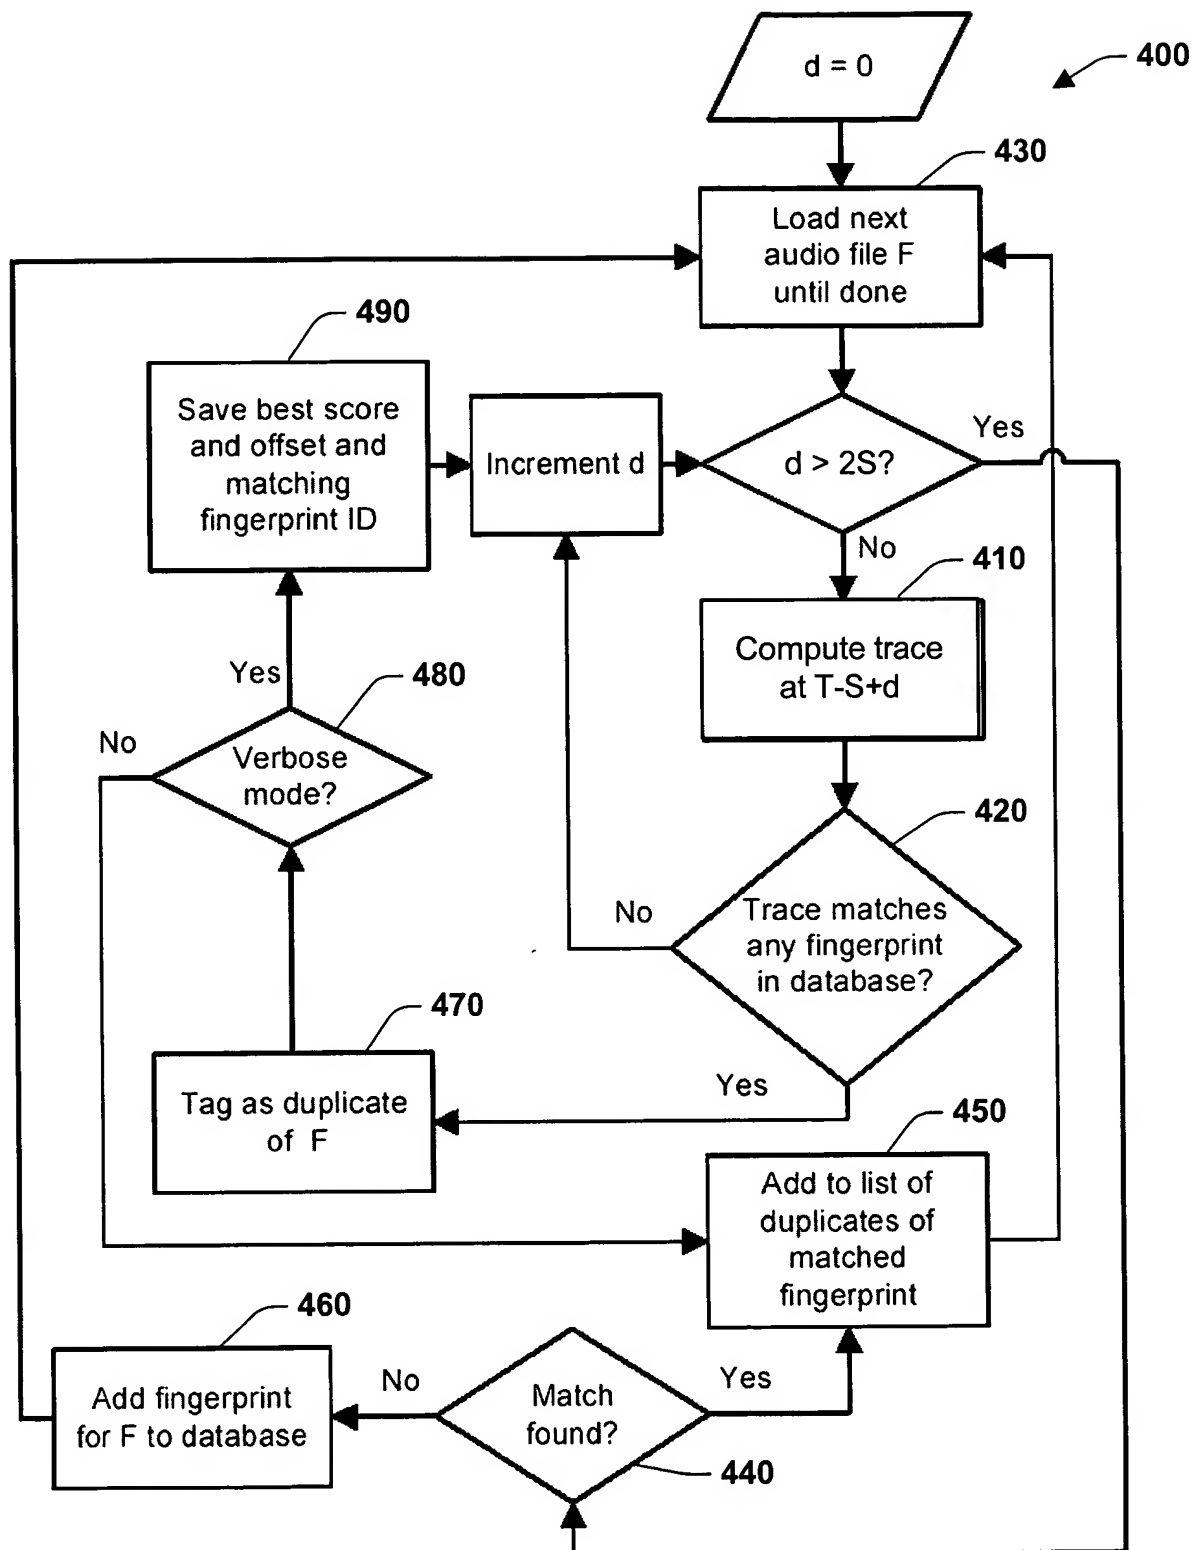 d = 0
400
430
Load next
audio file F
until done
490
Save best score
and offset and
matching
fingerprint ID
Increment d
d > 2S?
Yes
No
410
Compute trace
at T-S+d
Yes
480
No
Verbose
mode?
420
Trace matches
any fingerprint
in database?
No
470
Yes
Tag as duplicate
of F
450
Add to list of
duplicates of
matched
fingerprint
460
No
Yes
Add fingerprint
for F to database
Match
found?
440